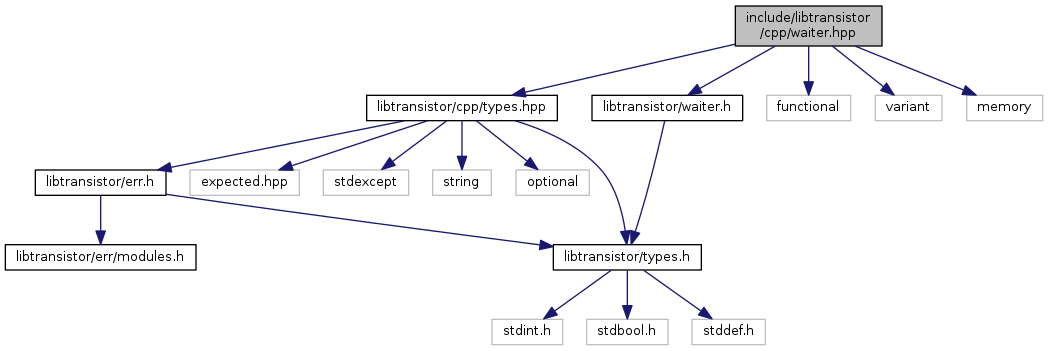 include/libtransistor
/cpp/waiter.hpp
libtransistor/cpp/types.hpp
libtransistor/waiter.h
functional
variant
memory
libtransistor/err.h
expected.hpp
stdexcept
string
optional
libtransistor/err/modules.h
libtransistor/types.h
stdint.h
stdbool.h
stddef.h